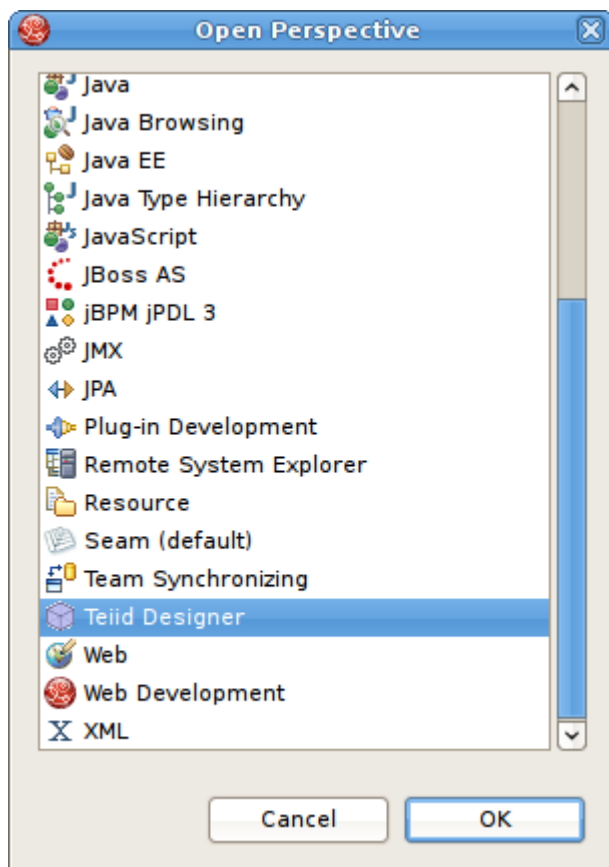 Open Perspective
Java
Java Browsing
Java EE
Java Type Hierarchy
JavaScript
JBoss AS
jBPM jPDL 3
JMX
JPA
Plug-in Development
Remote System Explorer
Resource
Seam (default)
Team Synchronizing
Teiid Designer
Web
Web Development
XML
Cancel OK